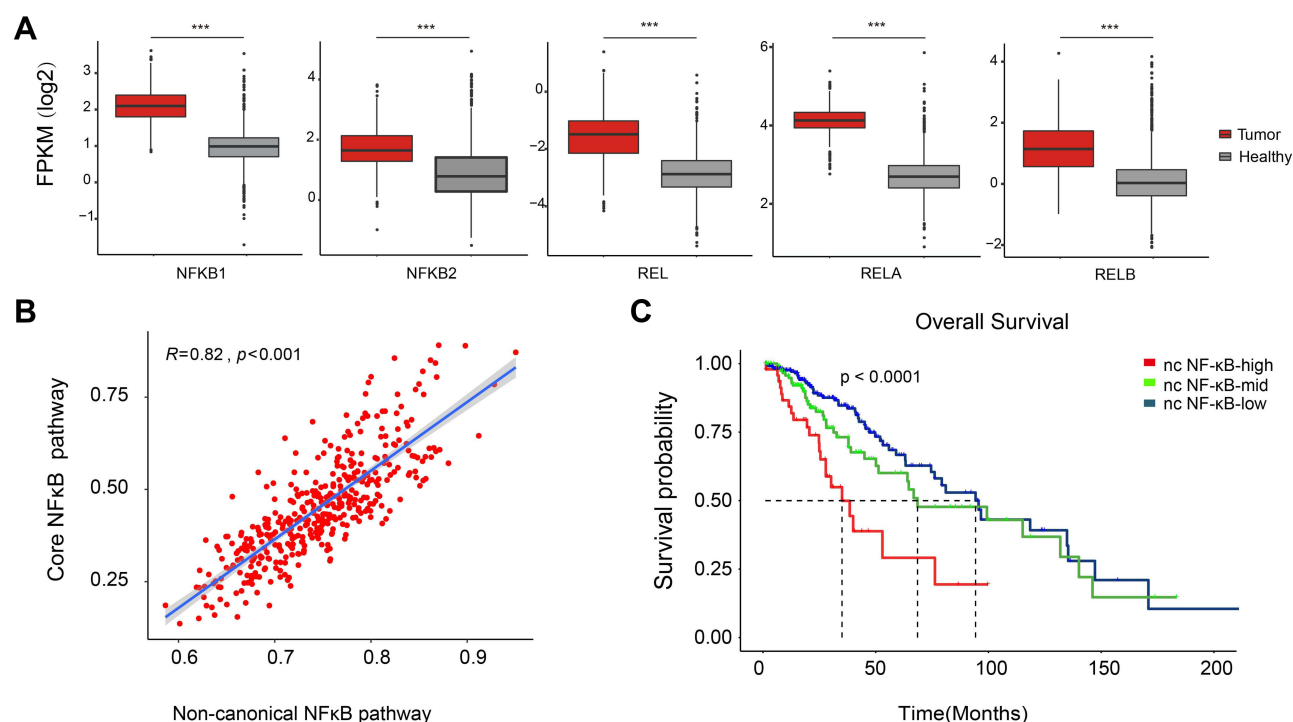 A
FPKM (log2)
***
3
2
1
0
−1
NFKB1
***
4
2
0
NFKB2
***
0
−2
−4
REL
***
6
4
2
RELA
***
4
2
0
−2
RELB
Tumor
Healthy
B
R=0.82 , p<0.001
Core NFκB pathway
0.75
0.50
0.25
0.6 0.7 0.8 0.9
Non-canonical NFκB pathway
C
Overall Survival
p < 0.0001
nc NF-κB-high
nc NF-κB-mid
nc NF-κB-low
Survival probability
1.00
0.75
0.50
0.25
0.00
0 50 100 150 200
Time(Months)